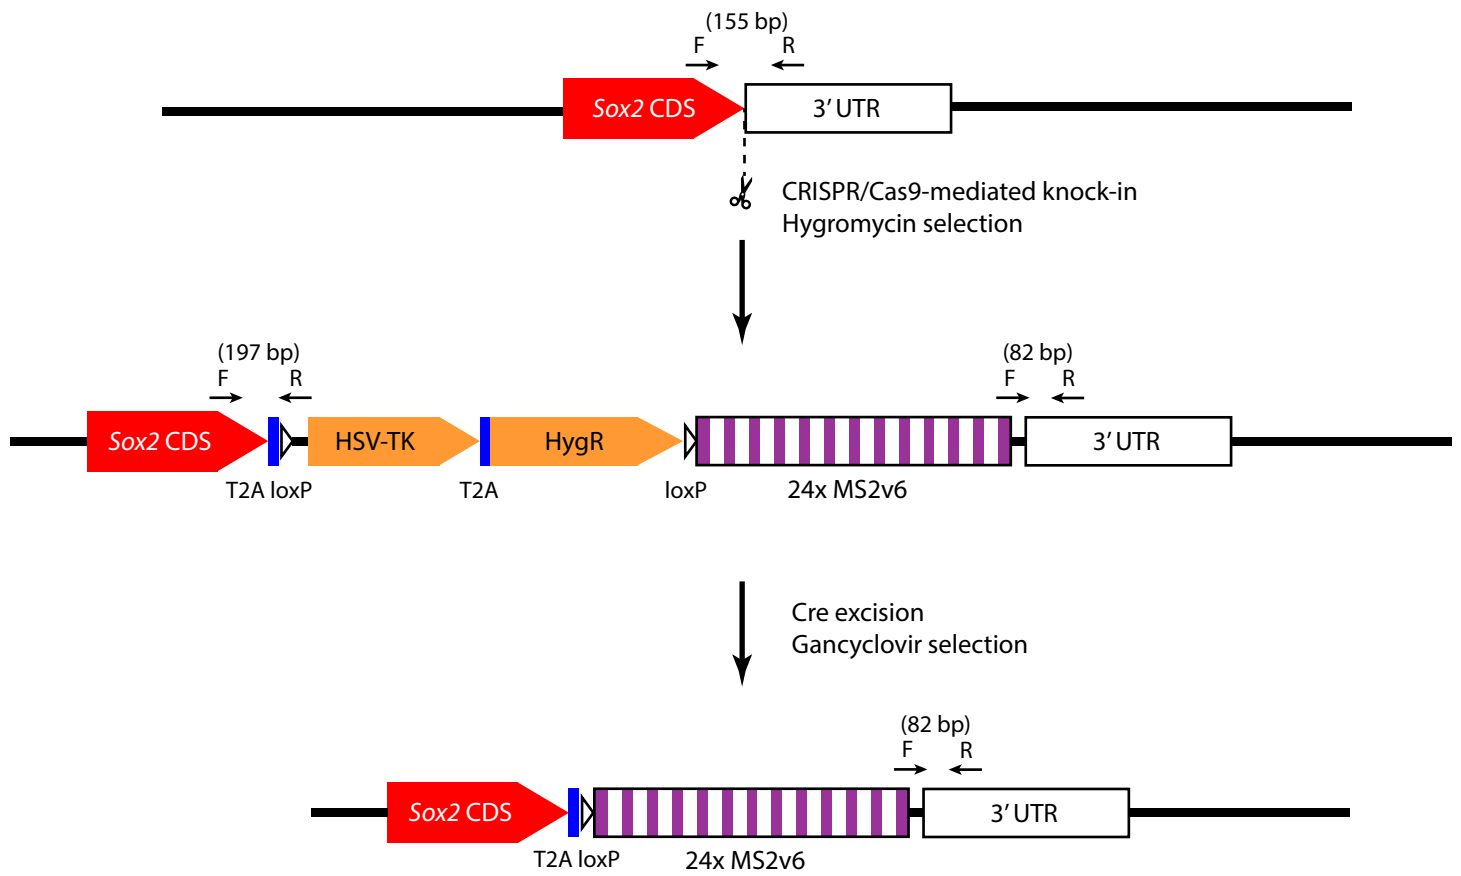 (155 bp)
F R
Sox2 CDS 3’ UTR
CRISPR/Cas9-mediated knock-in
Hygromycin selection
(197 bp) (82 bp)
F R F R
Sox2 CDS HSV-TK HygR 3’ UTR
T2A loxP T2A loxP 24x MS2v6
Cre excision
Gancyclovir selection
(82 bp)
F R
Sox2 CDS 3’ UTR
T2A loxP 24x MS2v6